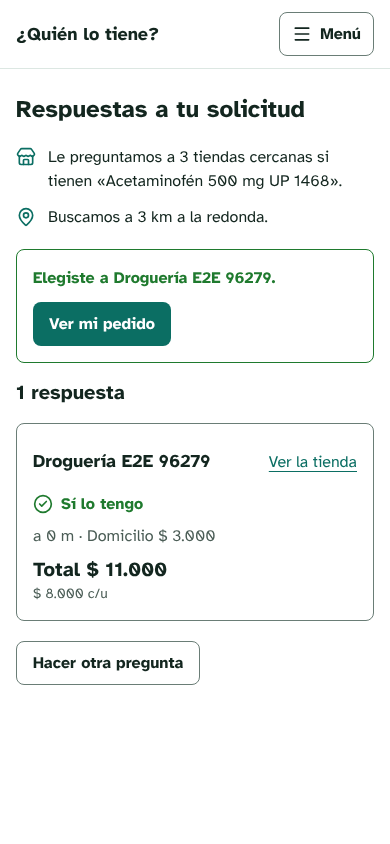 ¿Quién lo tiene?
Menú
Respuestas a tu solicitud
Le preguntamos a 3 tiendas cercanas si
tienen «Acetaminofén 500 mg UP 1468».
Buscamos a 3 km a la redonda.
Elegiste a Droguería E2E 96279.
Ver mi pedido
1 respuesta
Droguería E2E 96279
Ver la tienda
Sí lo tengo
a 0 m · Domicilio $ 3.000
Total $ 11.000
$ 8.000 c/u
Hacer otra pregunta